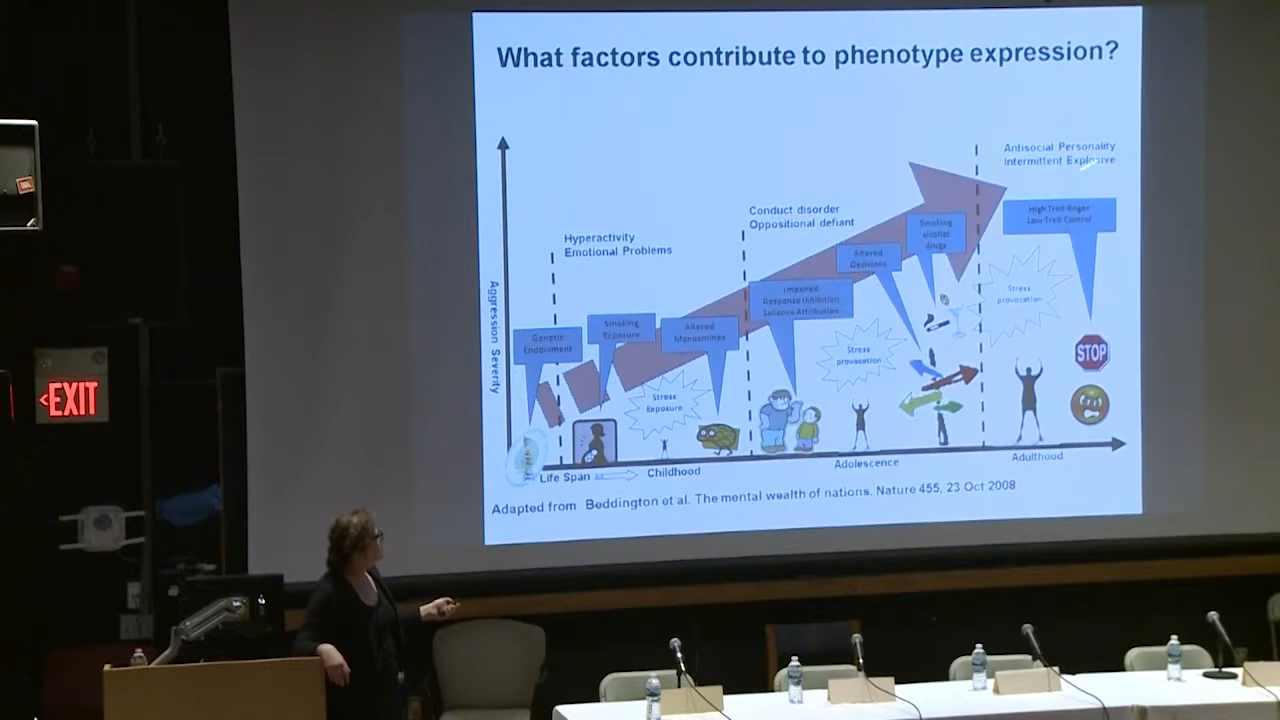 What factors contribute to phenotype expression?
Antisocial Personality
Intermittent Explosive
High Trait Anger
Low Trait Control
Conduct disorder
Oppositional defiant
Smoking
alcohol
drugs
Hyperactivity
Emotional Problems
Altered
Decisions
Impaired
Response Inhibition
Salience Attribution
Stress
provocation
Aggression Severity
Genetic
Endowment
Smoking
Exposure
Altered
Monoamines
Stress
provocation
Stress
Exposure
STOP
Life Span
Childhood
Adolescence
Adulthood
Adapted from Beddington et al. The mental wealth of nations. Nature 455, 23 Oct 2008
<EXIT